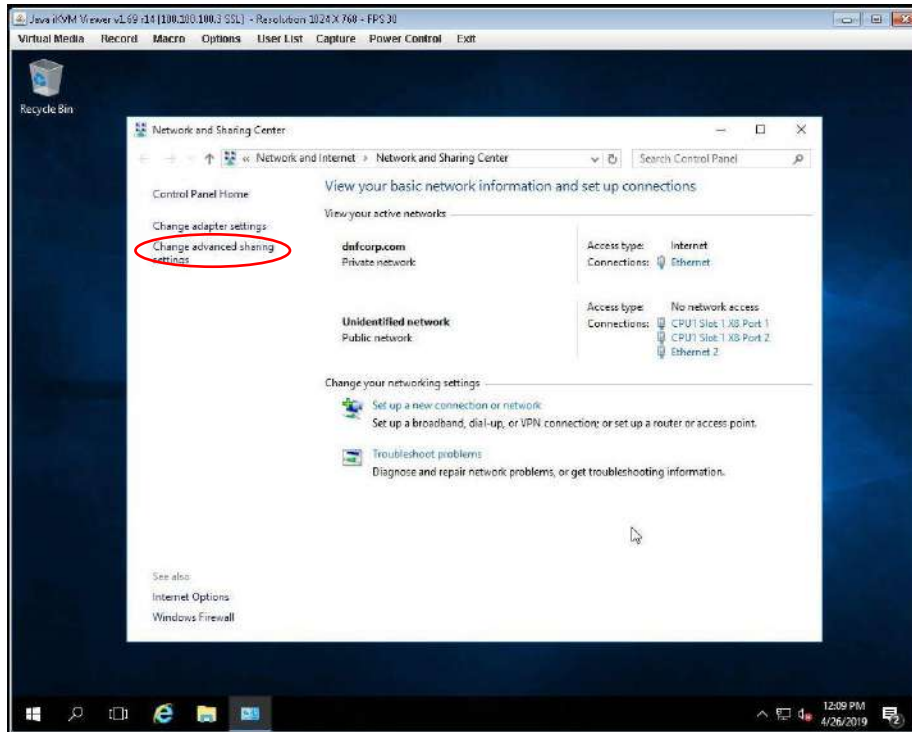 Java iKVM Viewer v1.69 r14 [100.100.100.3 SSL] - Resolution 1024 X 768 - FPS 30
Virtual Media Record Macro Options User List Capture Power Control Exit
Recycle Bin
Network and Sharing Center
« Network and Internet > Network and Sharing Center
Search Control Panel
Control Panel Home
Change adapter settings
Change advanced sharing
settings
View your basic network information and set up connections
View your active networks
dnfcorp.com
Private network
Access type: Internet
Connections: Ethernet
Unidentified network
Public network
Access type: No network access
Connections: CPU1 Slot 1 X8 Port 1
CPU1 Slot 1 X8 Port 2
Ethernet 2
Change your networking settings
Set up a new connection or network
Set up a broadband, dial-up, or VPN connection; or set up a router or access point.
Troubleshoot problems
Diagnose and repair network problems, or get troubleshooting information.
See also
Internet Options
Windows Firewall
12:09 PM
4/26/2019
2